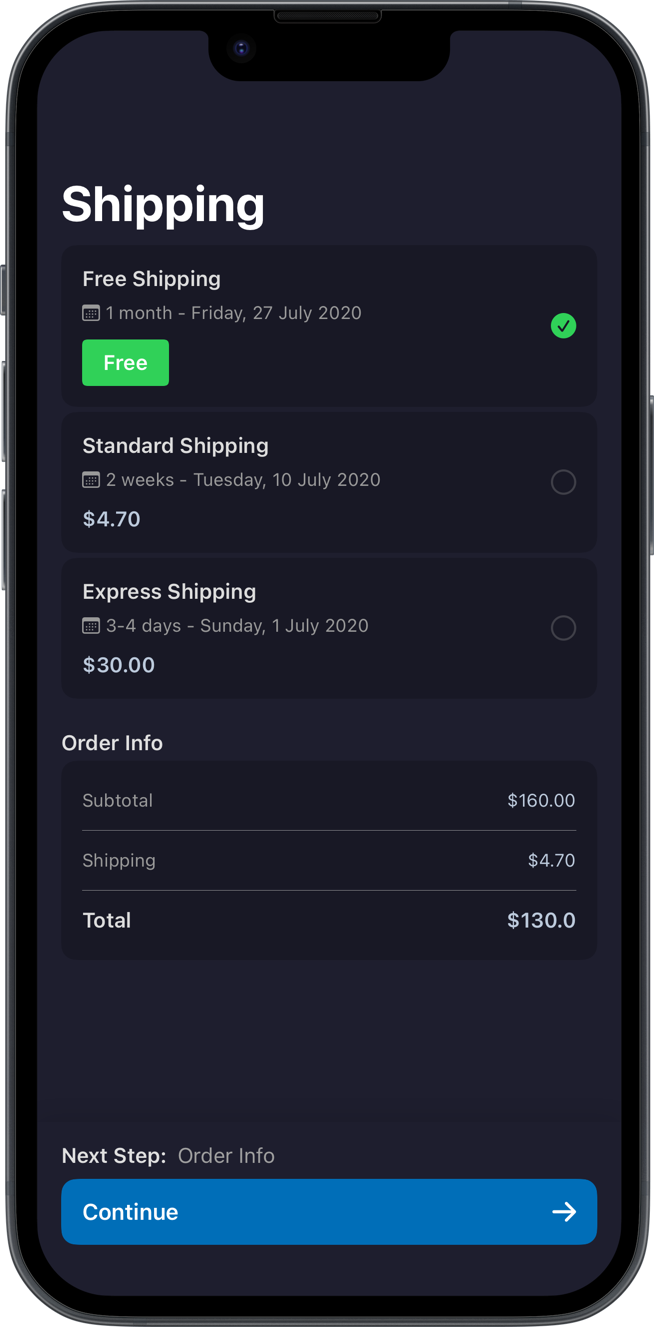 Shipping
Free Shipping
1 month - Friday, 27 July 2020
Free
Standard Shipping
2 weeks - Tuesday, 10 July 2020
$4.70
Express Shipping
3-4 days - Sunday, 1 July 2020
$30.00
Order Info
Subtotal $160.00
Shipping $4.70
Total $130.0
Next Step: Order Info
Continue